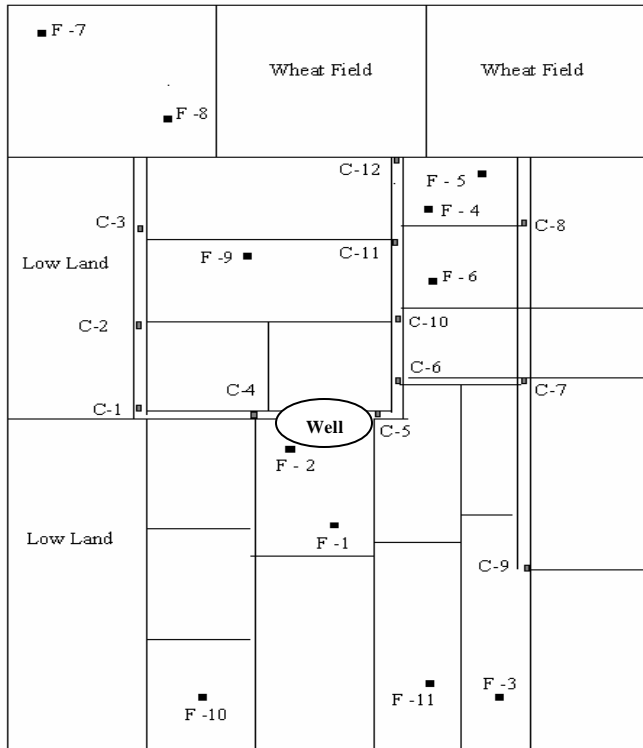 F -7
Wheat Field
Wheat Field
F -8
C-12
F - 5
C-3
F - 4
C-8
F -9
C-11
Low Land
F -6
C-2
C-10
C-6
C-4
C-7
C-1
Well
C-5
F - 2
Low Land
F -1
C-9
F -10
F -11
F -3